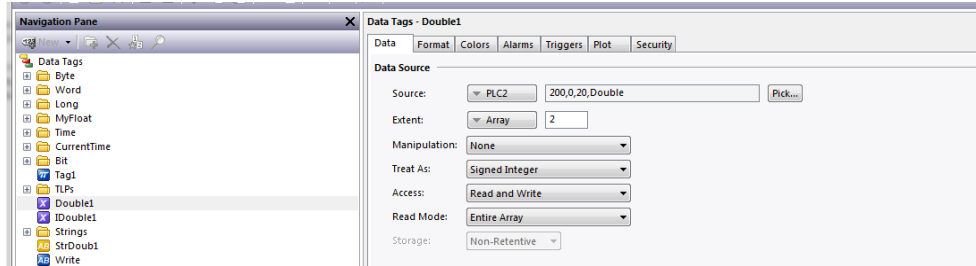 Navigation Pane X
New
Data Tags
Byte
Word
Long
MyFloat
Time
CurrentTime
Bit
Tag1
TLPs
Double1
IDouble1
Strings
StrDoub1
Write
Data Tags - Double1
Data Format Colors Alarms Triggers Plot Security
Data Source
Source: PLC2 200,0,20,Double Pick...
Extent: Array 2
Manipulation: None
Treat As: Signed Integer
Access: Read and Write
Read Mode: Entire Array
Storage: Non-Retentive